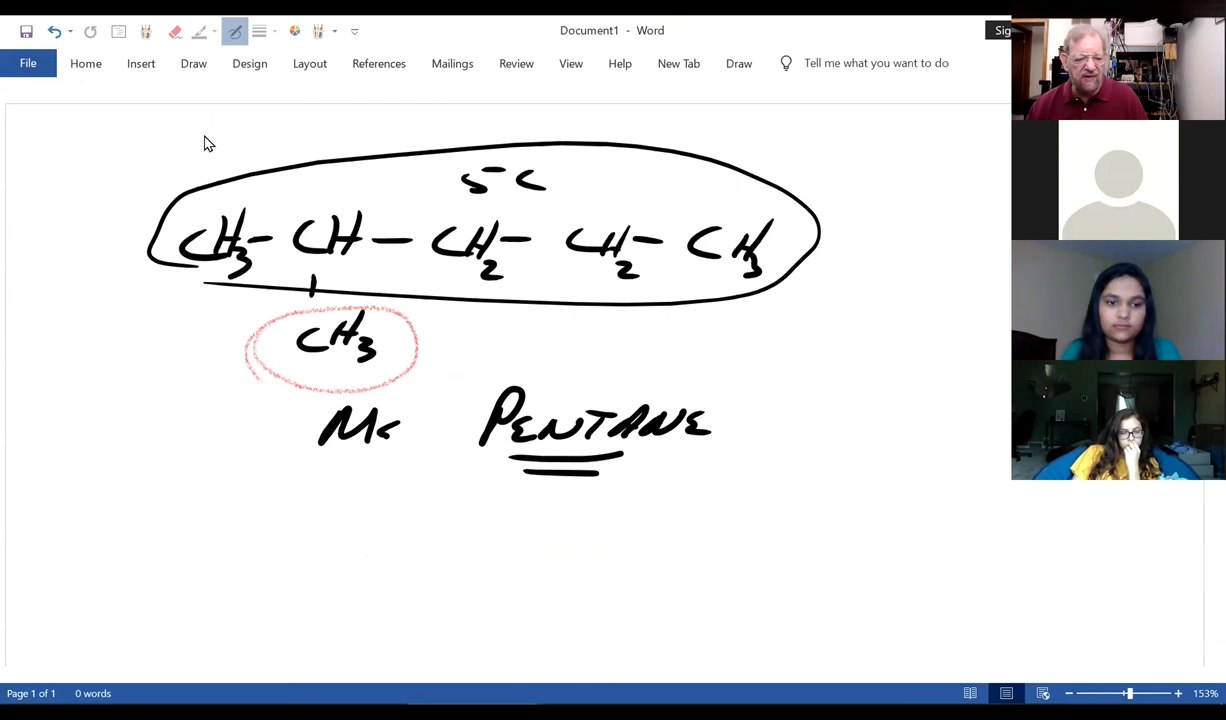 Document1 - Word
Sig
File Home Insert Draw Design Layout References Mailings Review View Help New Tab Draw Tell me what you want to do
5 C
CH3 - CH - CH2 - CH2 - CH3
CH3
Me PENTANE
Page 1 of 1 0 words 153%